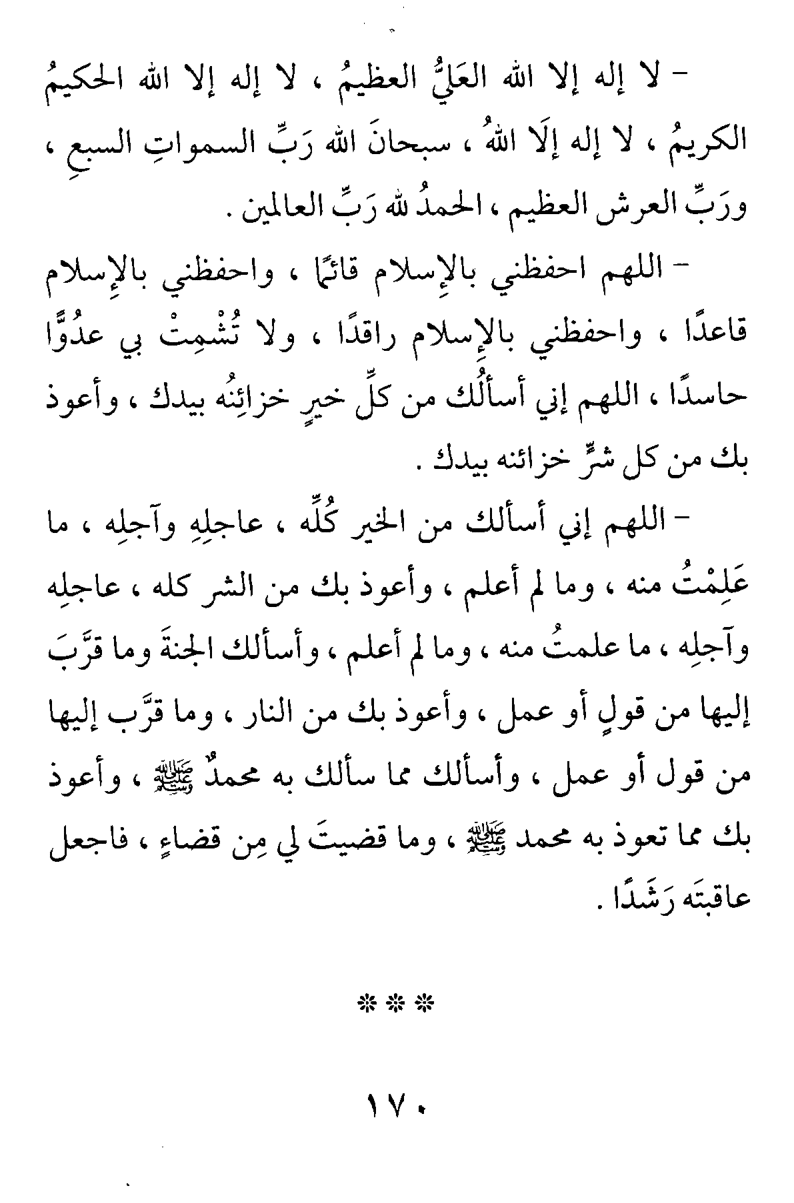 - لا إله إلا الله العَليُّ العظيمُ ، لا إله إلا الله الحكيمُ
الكريمُ ، لا إله إلَا اللهُ ، سبحانَ الله رَبِّ السمواتِ السبعِ ،
ورَبِّ العرش العظيم ، الحمدُ لله رَبِّ العالمين .
- اللهم احفظني بالإِسلام قائمًا ، واحفظني بالإِسلام
قاعدًا ، واحفظني بالإِسلام راقدًا ، ولا تُشْمِتْ بي عدُوًّا
حاسدًا ، اللهم إني أسألُك من كلِّ خيرٍ خزائِنُه بيدك ، وأعوذ
بك من كل شرٍّ خزائنه بيدك .
- اللهم إني أسألك من الخير كُلِّه ، عاجلِهِ وآجلِه ، ما
عَلِمْتُ منه ، وما لم أعلم ، وأعوذ بك من الشر كله ، عاجلِه
وآجلِه ، ما علمتُ منه ، وما لم أعلم ، وأسألك الجنةَ وما قرَّبَ
إليها من قولٍ أو عمل ، وأعوذ بك من النار ، وما قرَّب إليها
من قول أو عمل ، وأسألك مما سألك به محمدٌ ﷺ ، وأعوذ
بك مما تعوذ به محمد ﷺ ، وما قضيتَ لي مِن قضاءٍ ، فاجعل
عاقبتَه رَشَدًا .
❊ ❊ ❊
١٧٠